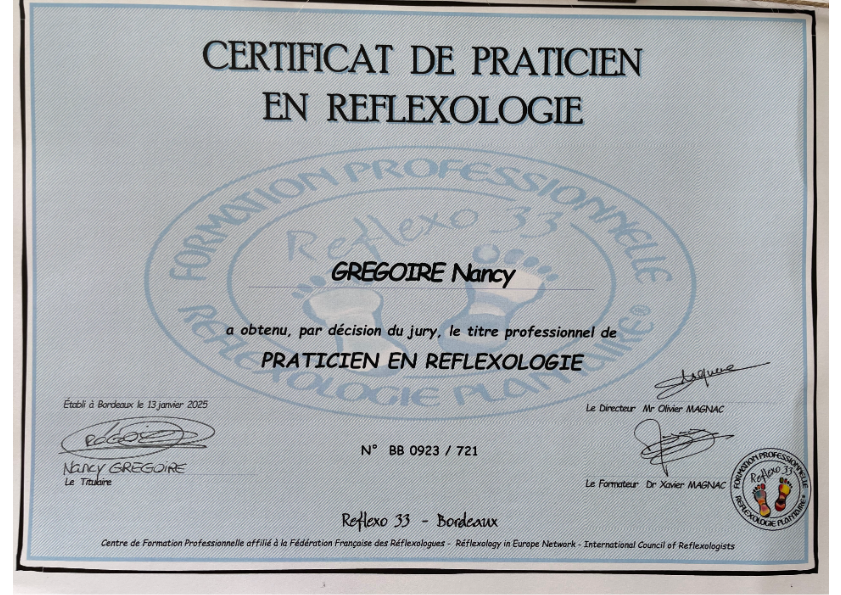 CERTIFICAT DE PRATICIEN
EN REFLEXOLOGIE
FORMATION PROFESSIONNELLE
Reflexo 33
REFLEXOLOGIE PLANTAIRE®
GREGOIRE Nancy
a obtenu, par décision du jury, le titre professionnel de
PRATICIEN EN REFLEXOLOGIE
Établi à Bordeaux le 13 janvier 2025
Le Directeur Mr Olivier MAGNAC
N° BB 0923 / 721
Nancy GREGOIRE
Le Titulaire
Le Formateur Dr Xavier MAGNAC
FORMATION PROFESSIONNELLE
Reflexo 33
REFLEXOLOGIE PLANTAIRE®
Reflexo 33 - Bordeaux
Centre de Formation Professionnelle affilié à la Fédération Française des Réflexologues - Réflexology in Europe Network - International Council of Reflexologists